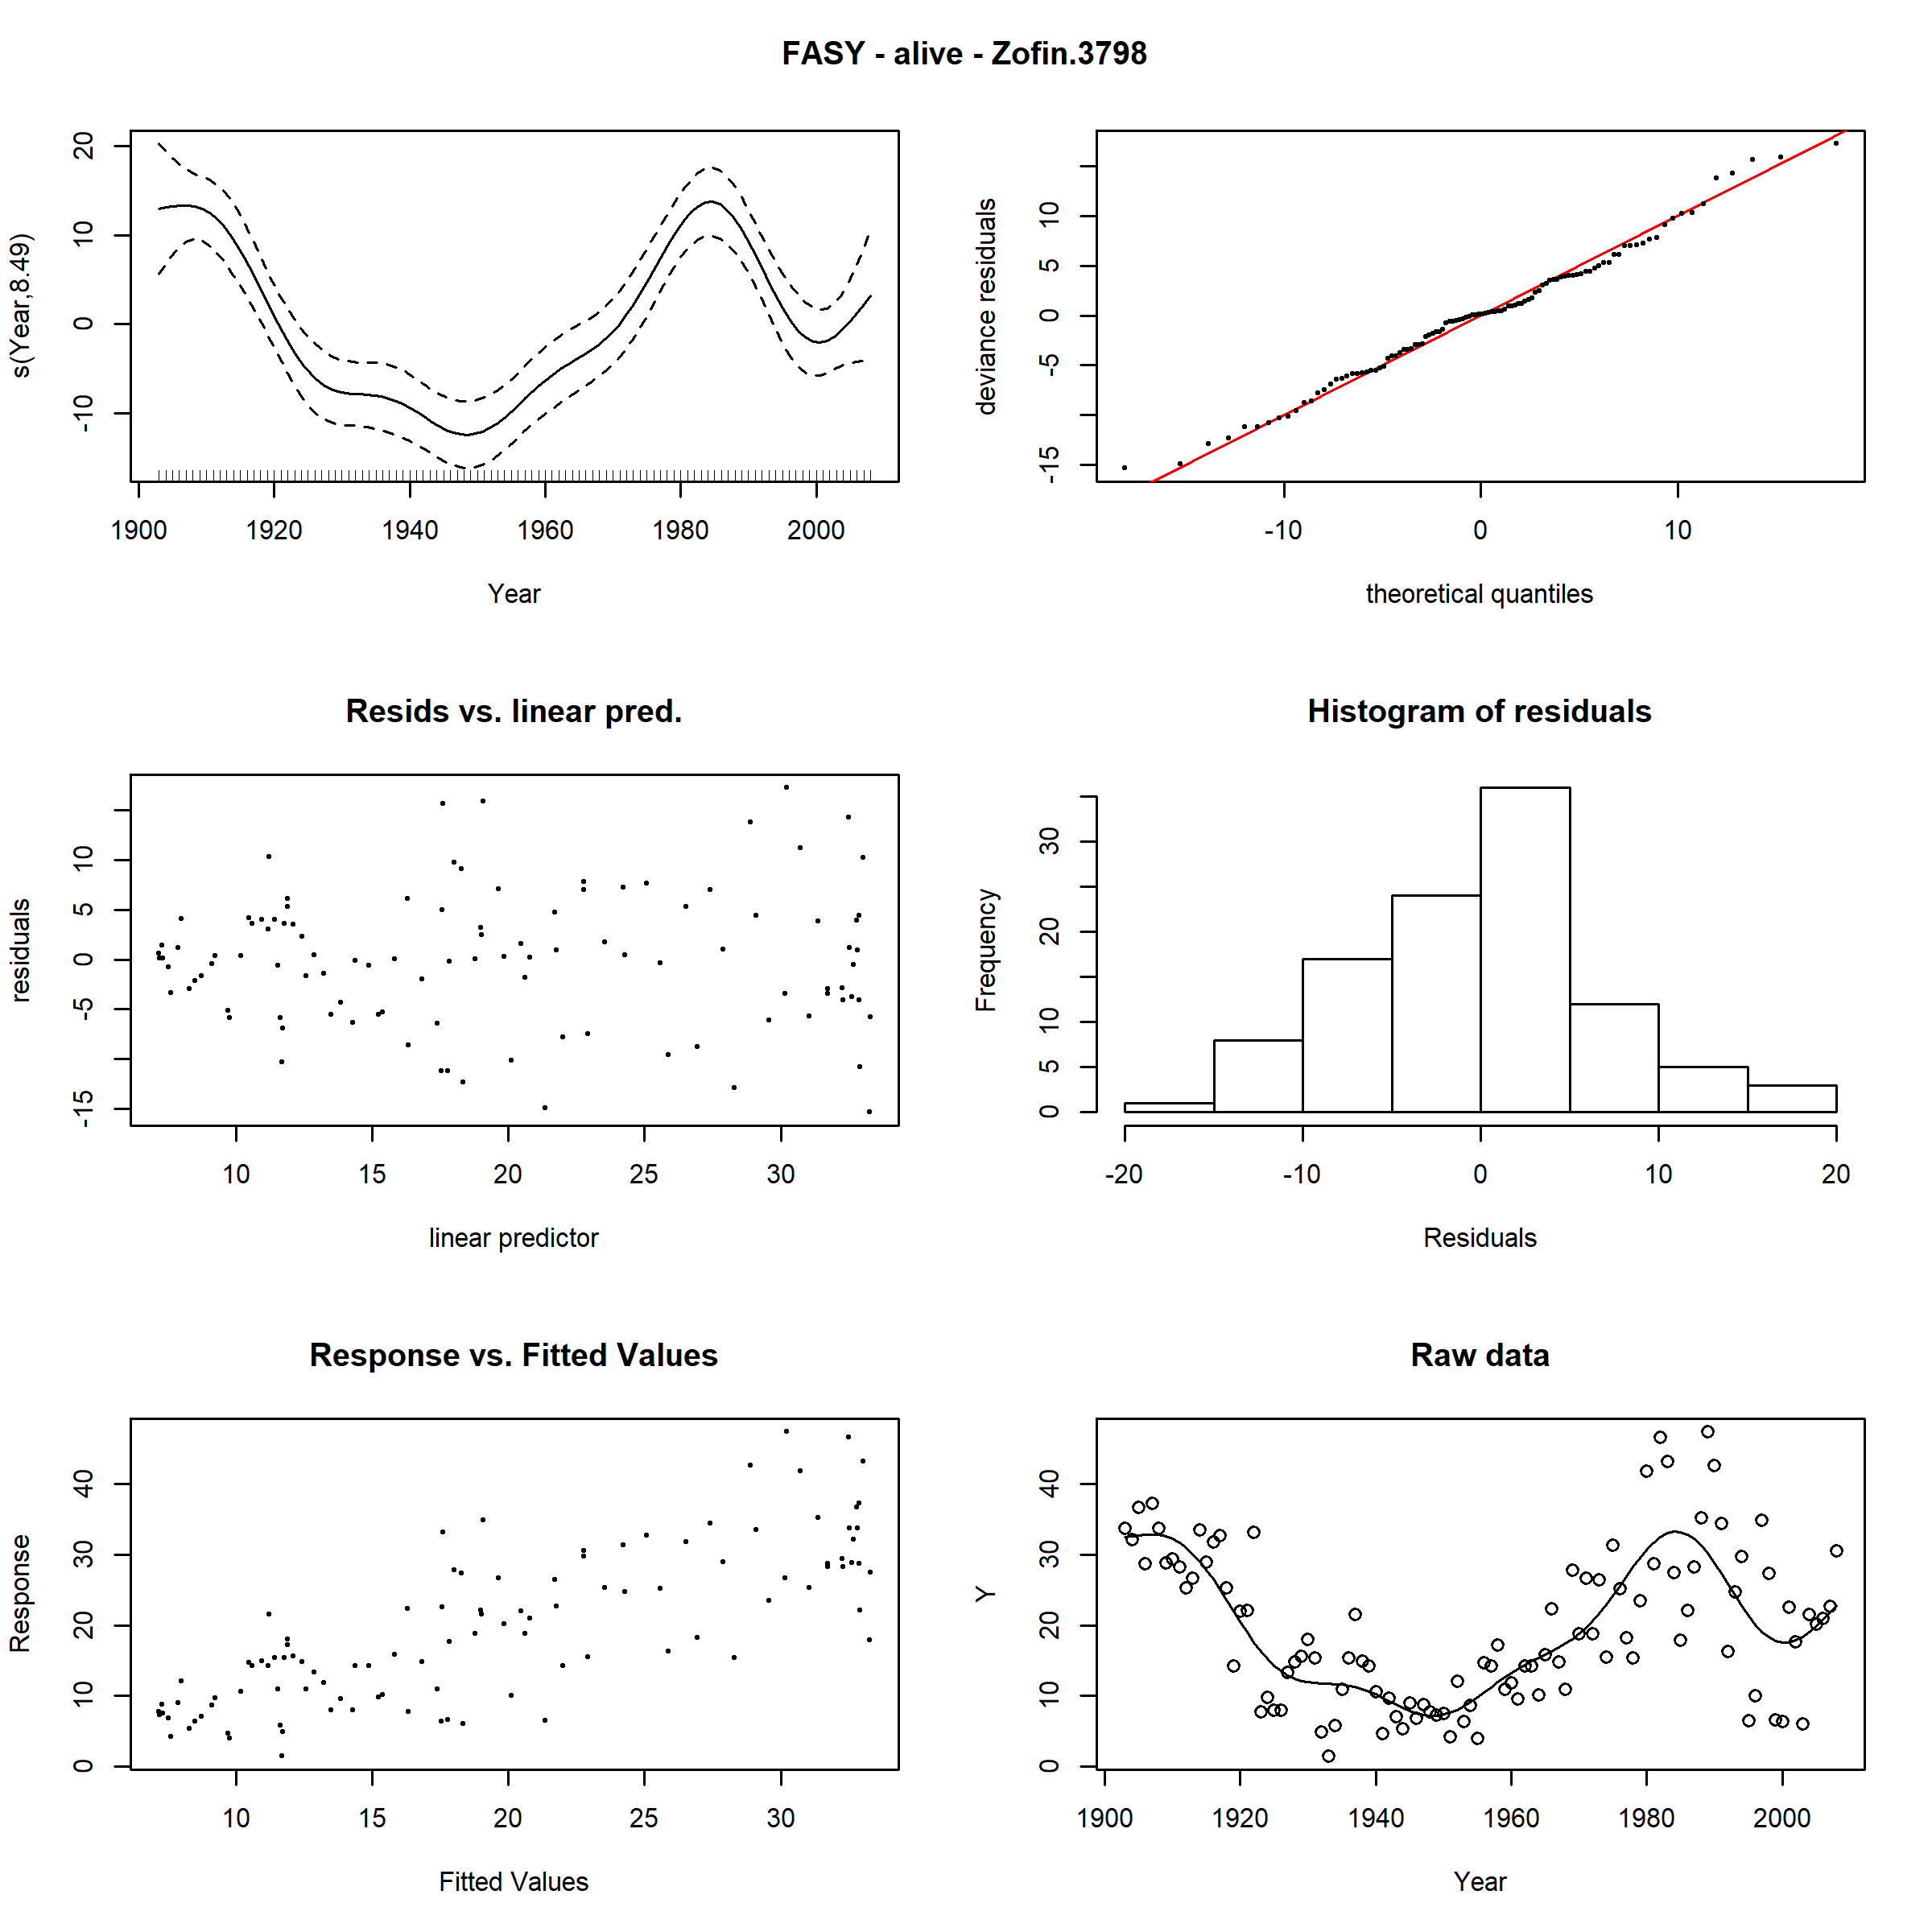 FASY - alive - Zofin.3798
s(Year,8.49)
20
10
0
-10
1900 1920 1940 1960 1980 2000
Year
deviance residuals
10
5
0
-5
-15
-10 0 10
theoretical quantiles
Resids vs. linear pred.
residuals
10
5
0
-5
-15
10 15 20 25 30
linear predictor
Histogram of residuals
Frequency
30
20
10
5
0
-20 -10 0 10 20
Residuals
Response vs. Fitted Values
Response
40
30
20
10
0
10 15 20 25 30
Fitted Values
Raw data
Y
40
30
20
10
0
1900 1920 1940 1960 1980 2000
Year